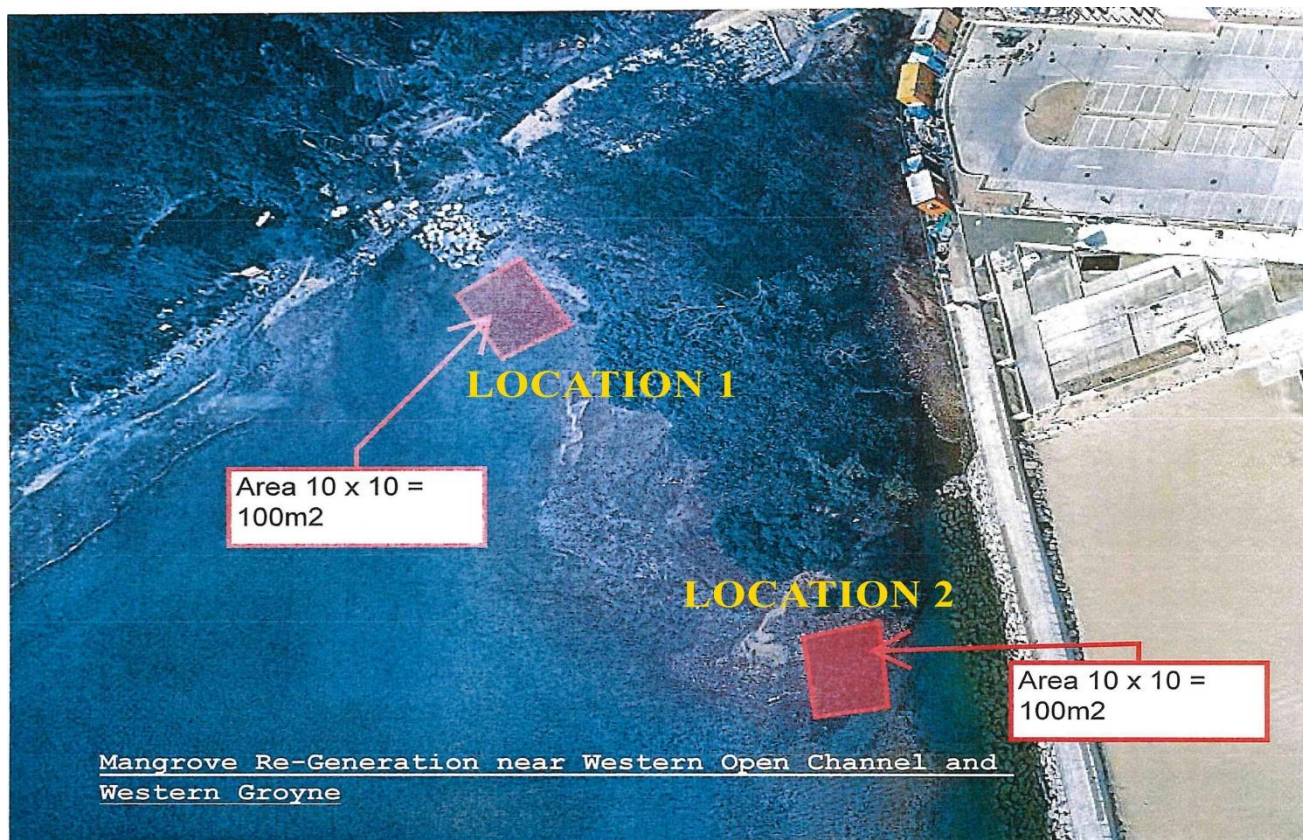 LOCATION 1
Area 10 x 10 =
100m2
LOCATION 2
Area 10 x 10 =
100m2
Mangrove Re-Generation near Western Open Channel and
Western Groyne